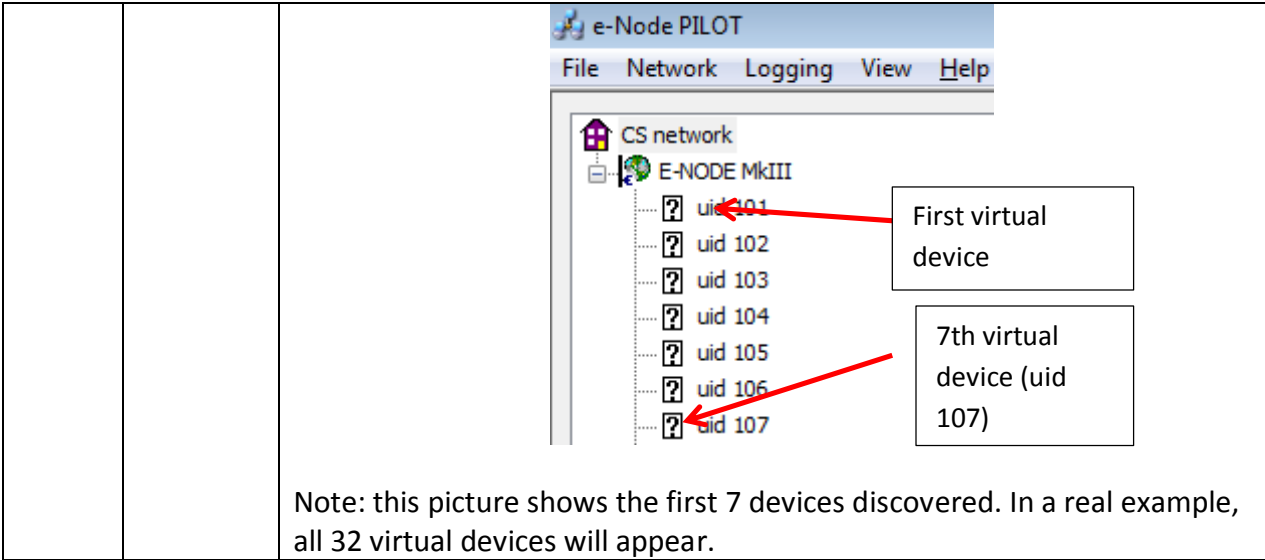 e-Node PILOT
File Network Logging View Help
CS network
E-NODE MkIII
uid 101
uid 102
uid 103
uid 104
uid 105
uid 106
uid 107
First virtual
device
7th virtual
device (uid
107)
Note: this picture shows the first 7 devices discovered. In a real example,
all 32 virtual devices will appear.